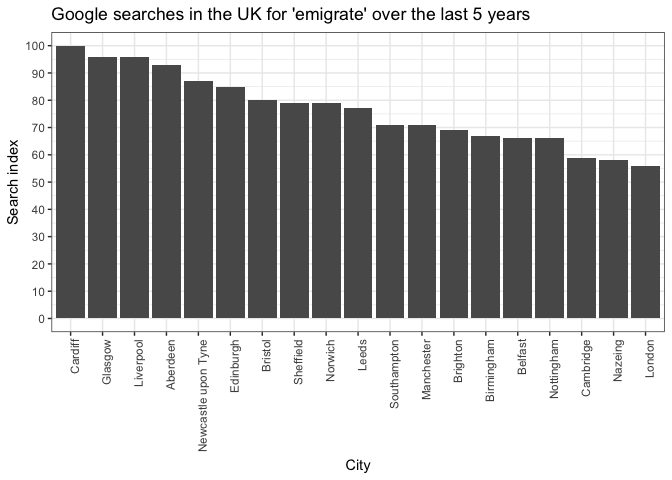 Google searches in the UK for 'emigrate' over the last 5 years
Search index
100
90
80
70
60
50
40
30
20
10
0
Cardiff
Glasgow
Liverpool
Aberdeen
Newcastle upon Tyne
Edinburgh
Bristol
Sheffield
Norwich
Leeds
Southampton
Manchester
Brighton
Birmingham
Belfast
Nottingham
Cambridge
Nazeing
London
City